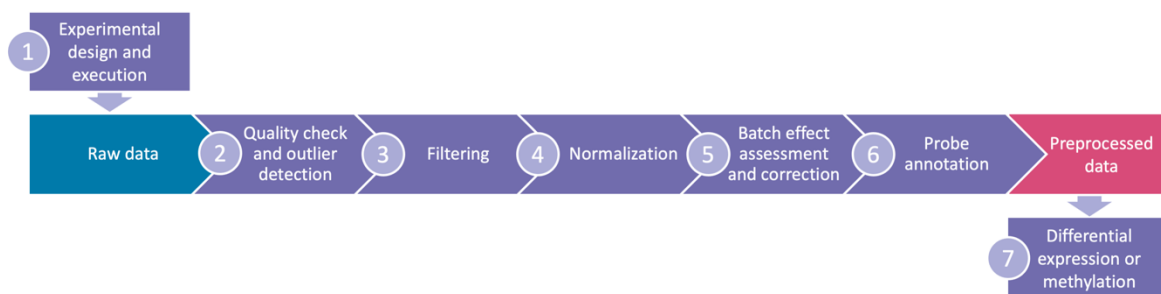 1
Experimental
design and
execution
Raw data
2
Quality check
and outlier
detection
3
Filtering
4
Normalization
5
Batch effect
assessment
and correction
6
Probe
annotation
Preprocessed
data
7
Differential
expression or
methylation